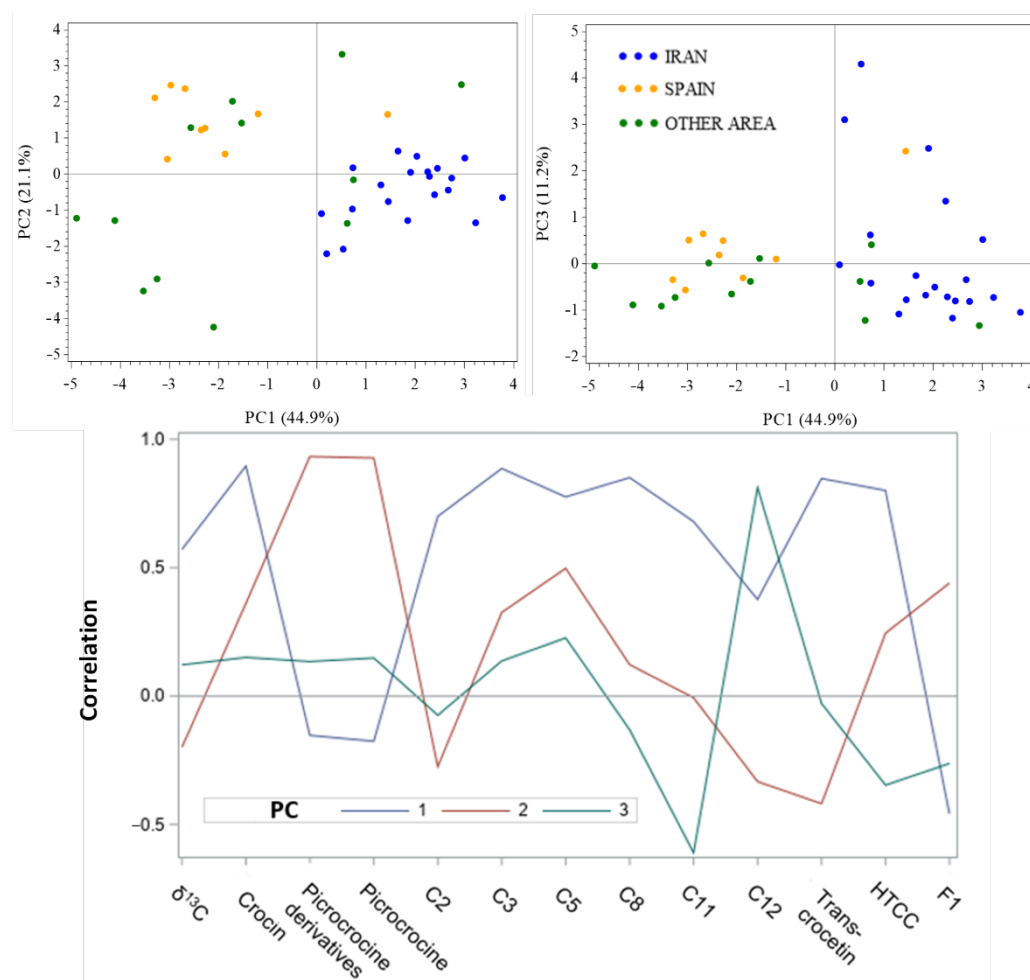 4
3
2
1
0
-1
-2
-3
-4
-5
PC2 (21.1%)
-5 -4 -3 -2 -1 0 1 2 3 4
PC1 (44.9%)
5
4
3
2
1
0
-1
-2
PC3 (11.2%)
IRAN
SPAIN
OTHER AREA
-5 -4 -3 -2 -1 0 1 2 3 4
PC1 (44.9%)
1.0
0.5
0.0
-0.5
Correlation
PC 1 2 3
δ¹³C
Crocin
Picrocrocine
derivatives
Picrocrocine
C2
C3
C5
C8
C11
C12
Trans-
crocetin
HTCC
F1